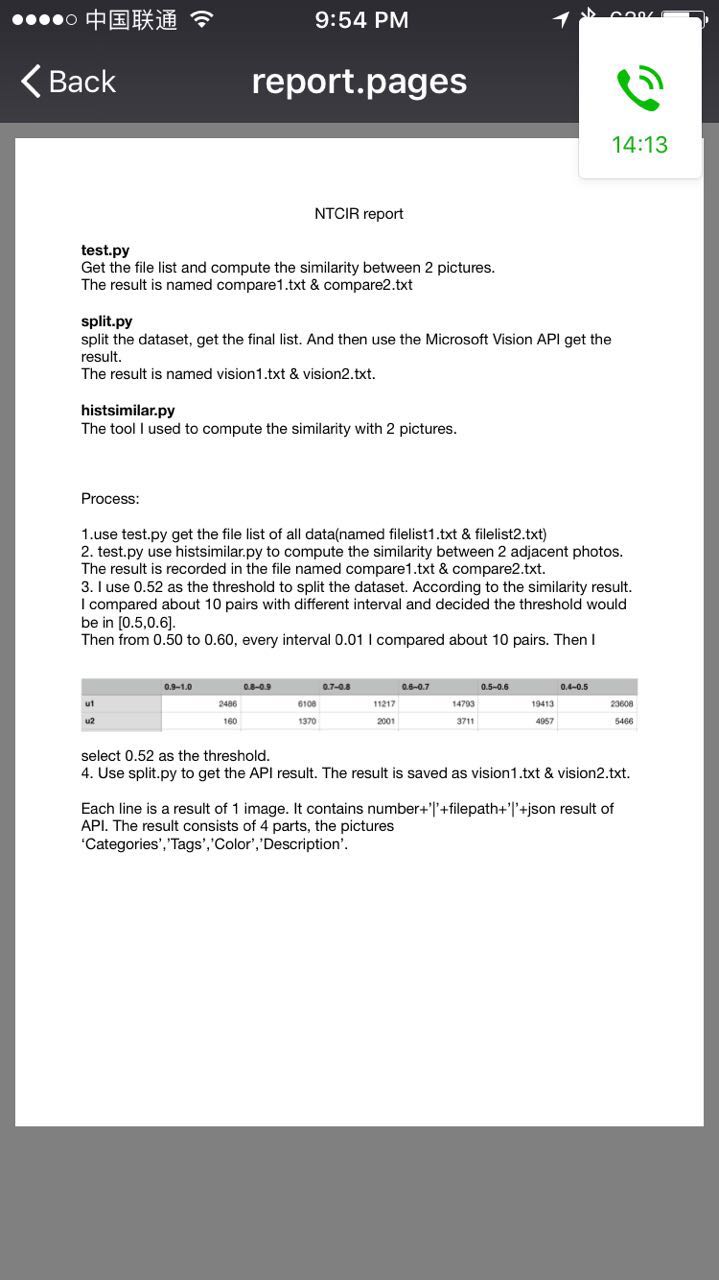 中国联通
9:54 PM
Back
report.pages
14:13
NTCIR report
test.py
Get the file list and compute the similarity between 2 pictures.
The result is named compare1.txt & compare2.txt
split.py
split the dataset, get the final list. And then use the Microsoft Vision API get the
result.
The result is named vision1.txt & vision2.txt.
histsimilar.py
The tool I used to compute the similarity with 2 pictures.
Process:
1.use test.py get the file list of all data(named filelist1.txt & filelist2.txt)
2. test.py use histsimilar.py to compute the similarity between 2 adjacent photos.
The result is recorded in the file named compare1.txt & compare2.txt.
3. I use 0.52 as the threshold to split the dataset. According to the similarity result.
I compared about 10 pairs with different interval and decided the threshold would
be in [0.5,0.6].
Then from 0.50 to 0.60, every interval 0.01 I compared about 10 pairs. Then I
0.9–1.0 0.8–0.9 0.7–0.8 0.6–0.7 0.5–0.6 0.4–0.5
u1 2486 6108 11217 14793 19413 23608
u2 160 1370 2001 3711 4957 5466
select 0.52 as the threshold.
4. Use split.py to get the API result. The result is saved as vision1.txt & vision2.txt.
Each line is a result of 1 image. It contains number+’|’+filepath+’|’+json result of
API. The result consists of 4 parts, the pictures
‘Categories’,’Tags’,’Color’,’Description’.